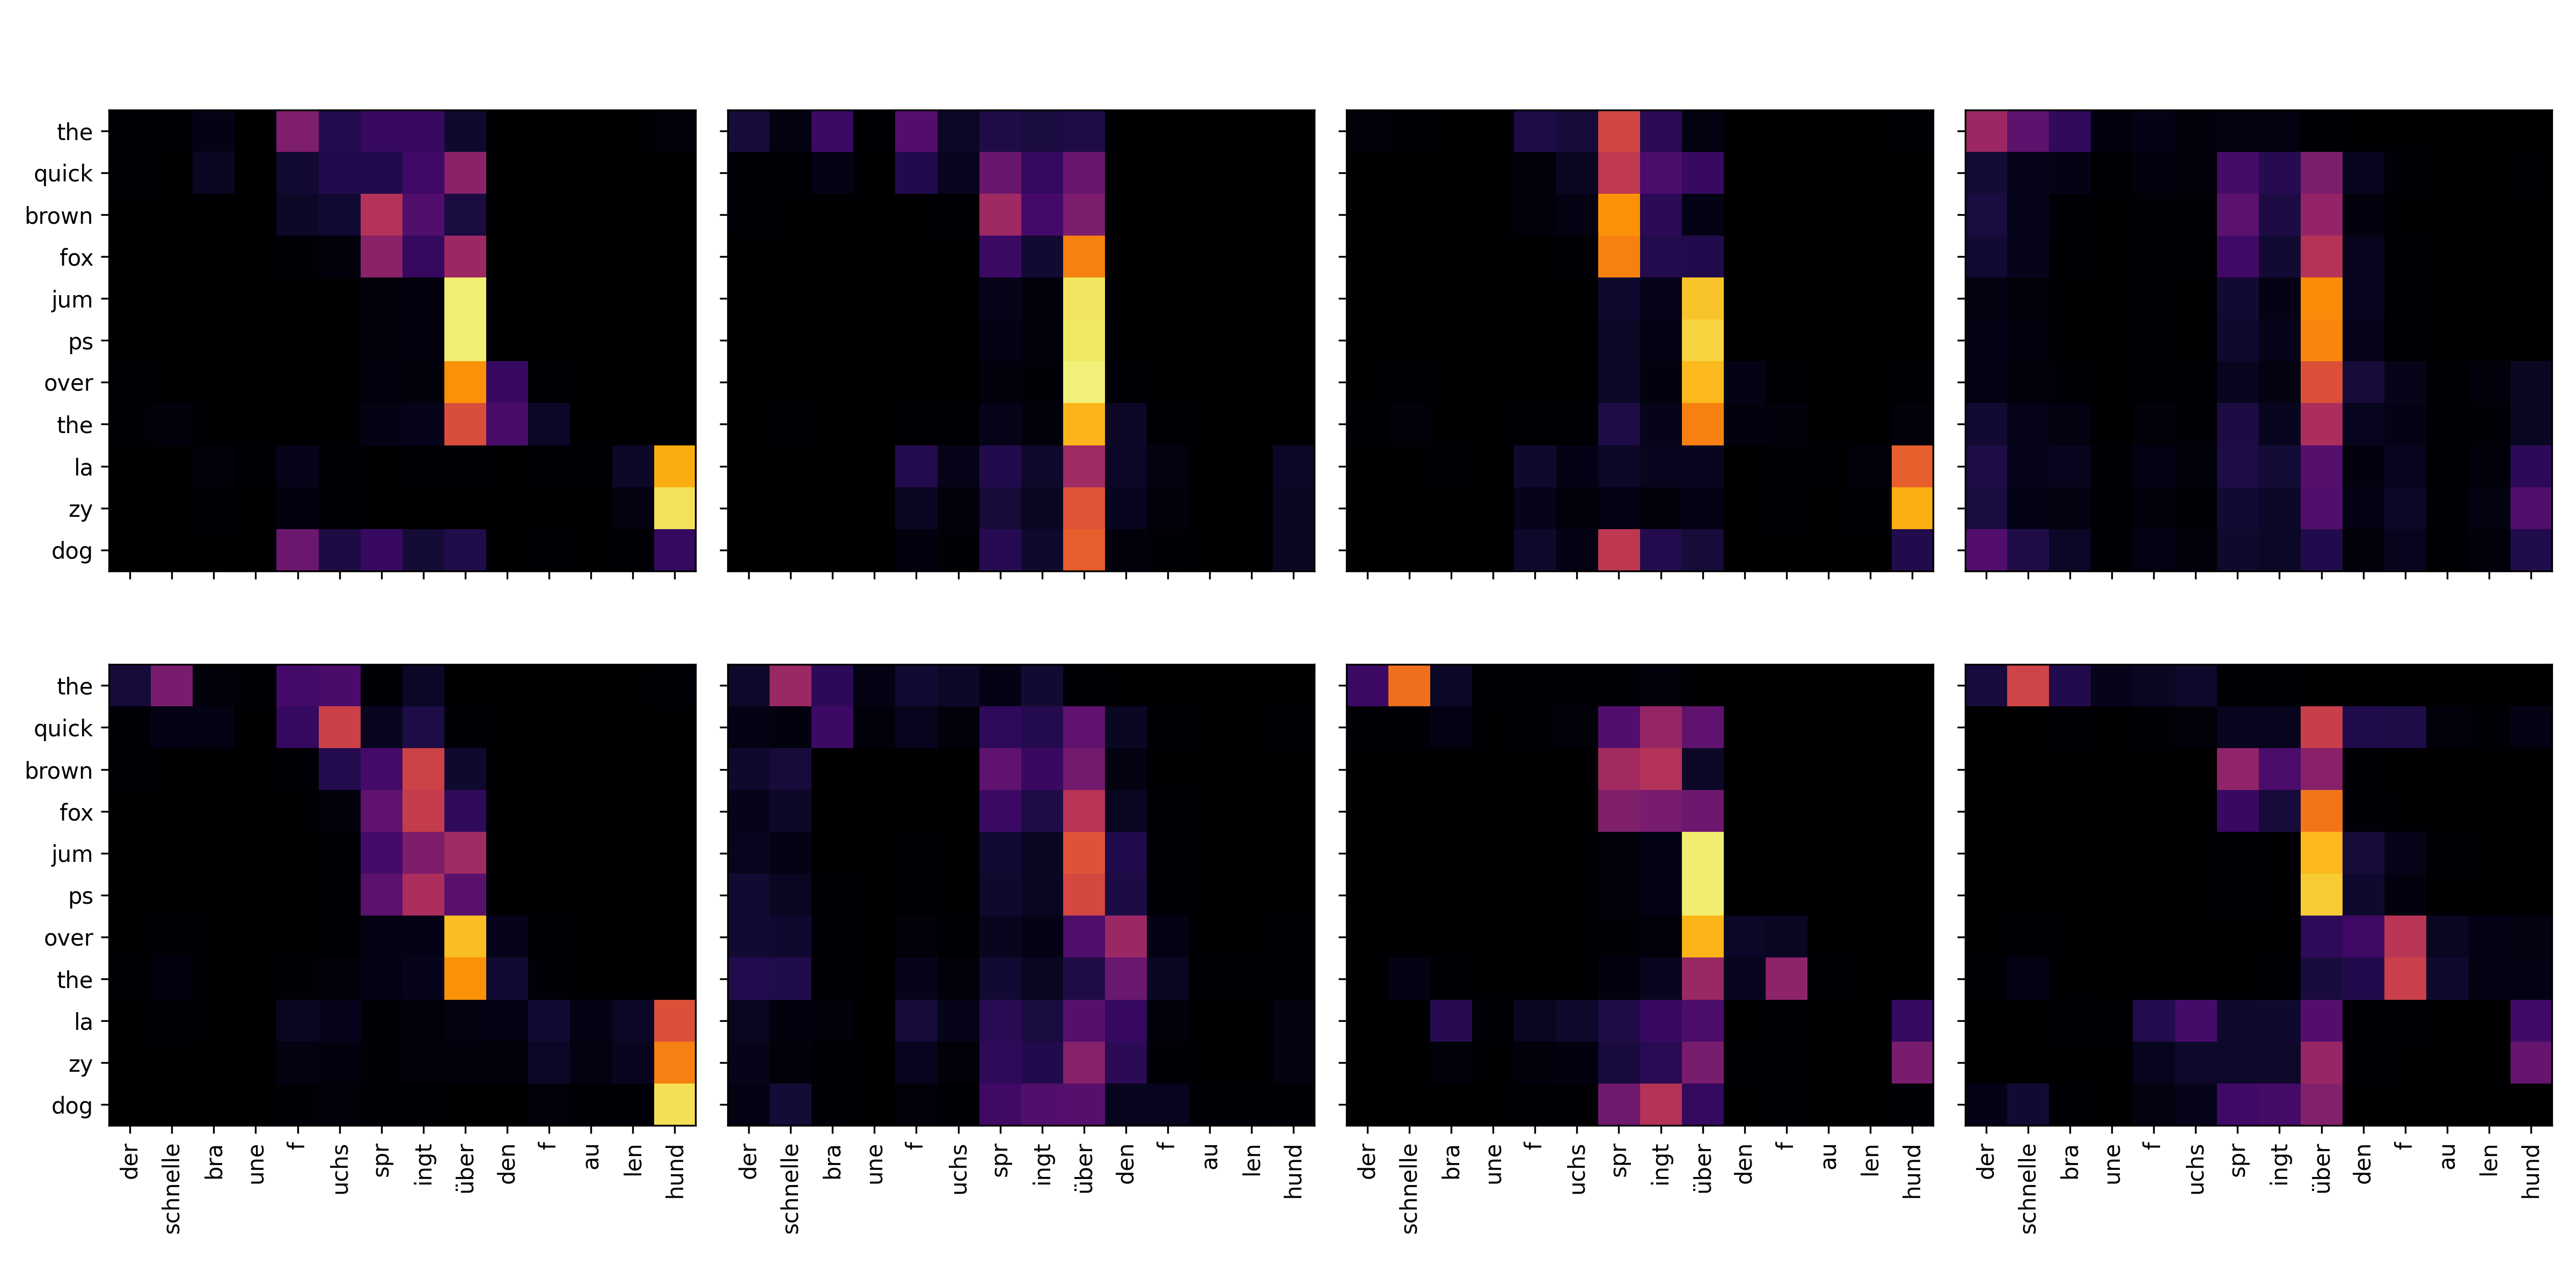 the
quick
brown
fox
jum
ps
over
the
la
zy
dog
the
quick
brown
fox
jum
ps
over
the
la
zy
dog
der schnelle bra une f uchs spr ingt über den f au len hund
der schnelle bra une f uchs spr ingt über den f au len hund
der schnelle bra une f uchs spr ingt über den f au len hund
der schnelle bra une f uchs spr ingt über den f au len hund